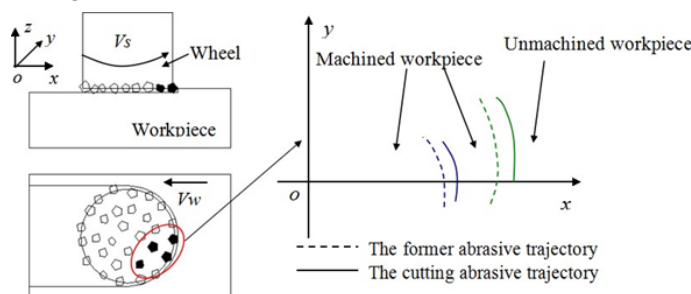 z
y
x
o
Vs
Wheel
Workpiece
Vw
y
Machined workpiece
Unmachined workpiece
o
x
The former abrasive trajectory
The cutting abrasive trajectory